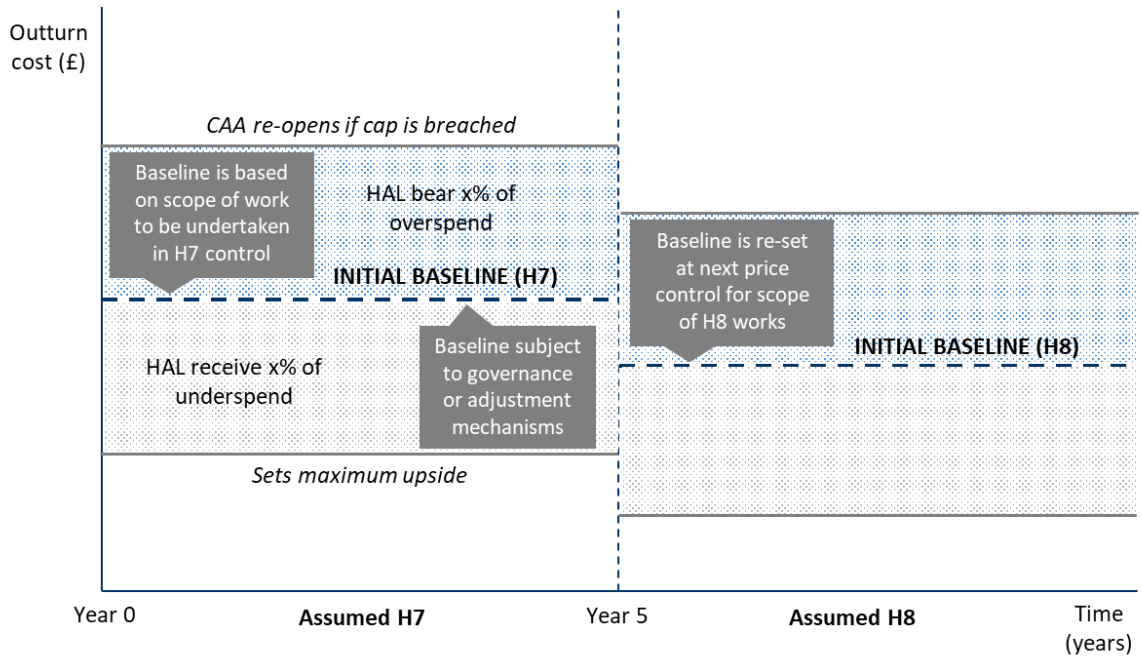 Outturn
cost (£)
CAA re-opens if cap is breached
Baseline is based
on scope of work
to be undertaken
in H7 control
HAL bear x% of
overspend
INITIAL BASELINE (H7)
Baseline is re-set
at next price
control for scope
of H8 works
INITIAL BASELINE (H8)
HAL receive x% of
underspend
Baseline subject
to governance
or adjustment
mechanisms
Sets maximum upside
Year 0
Assumed H7
Year 5
Assumed H8
Time
(years)